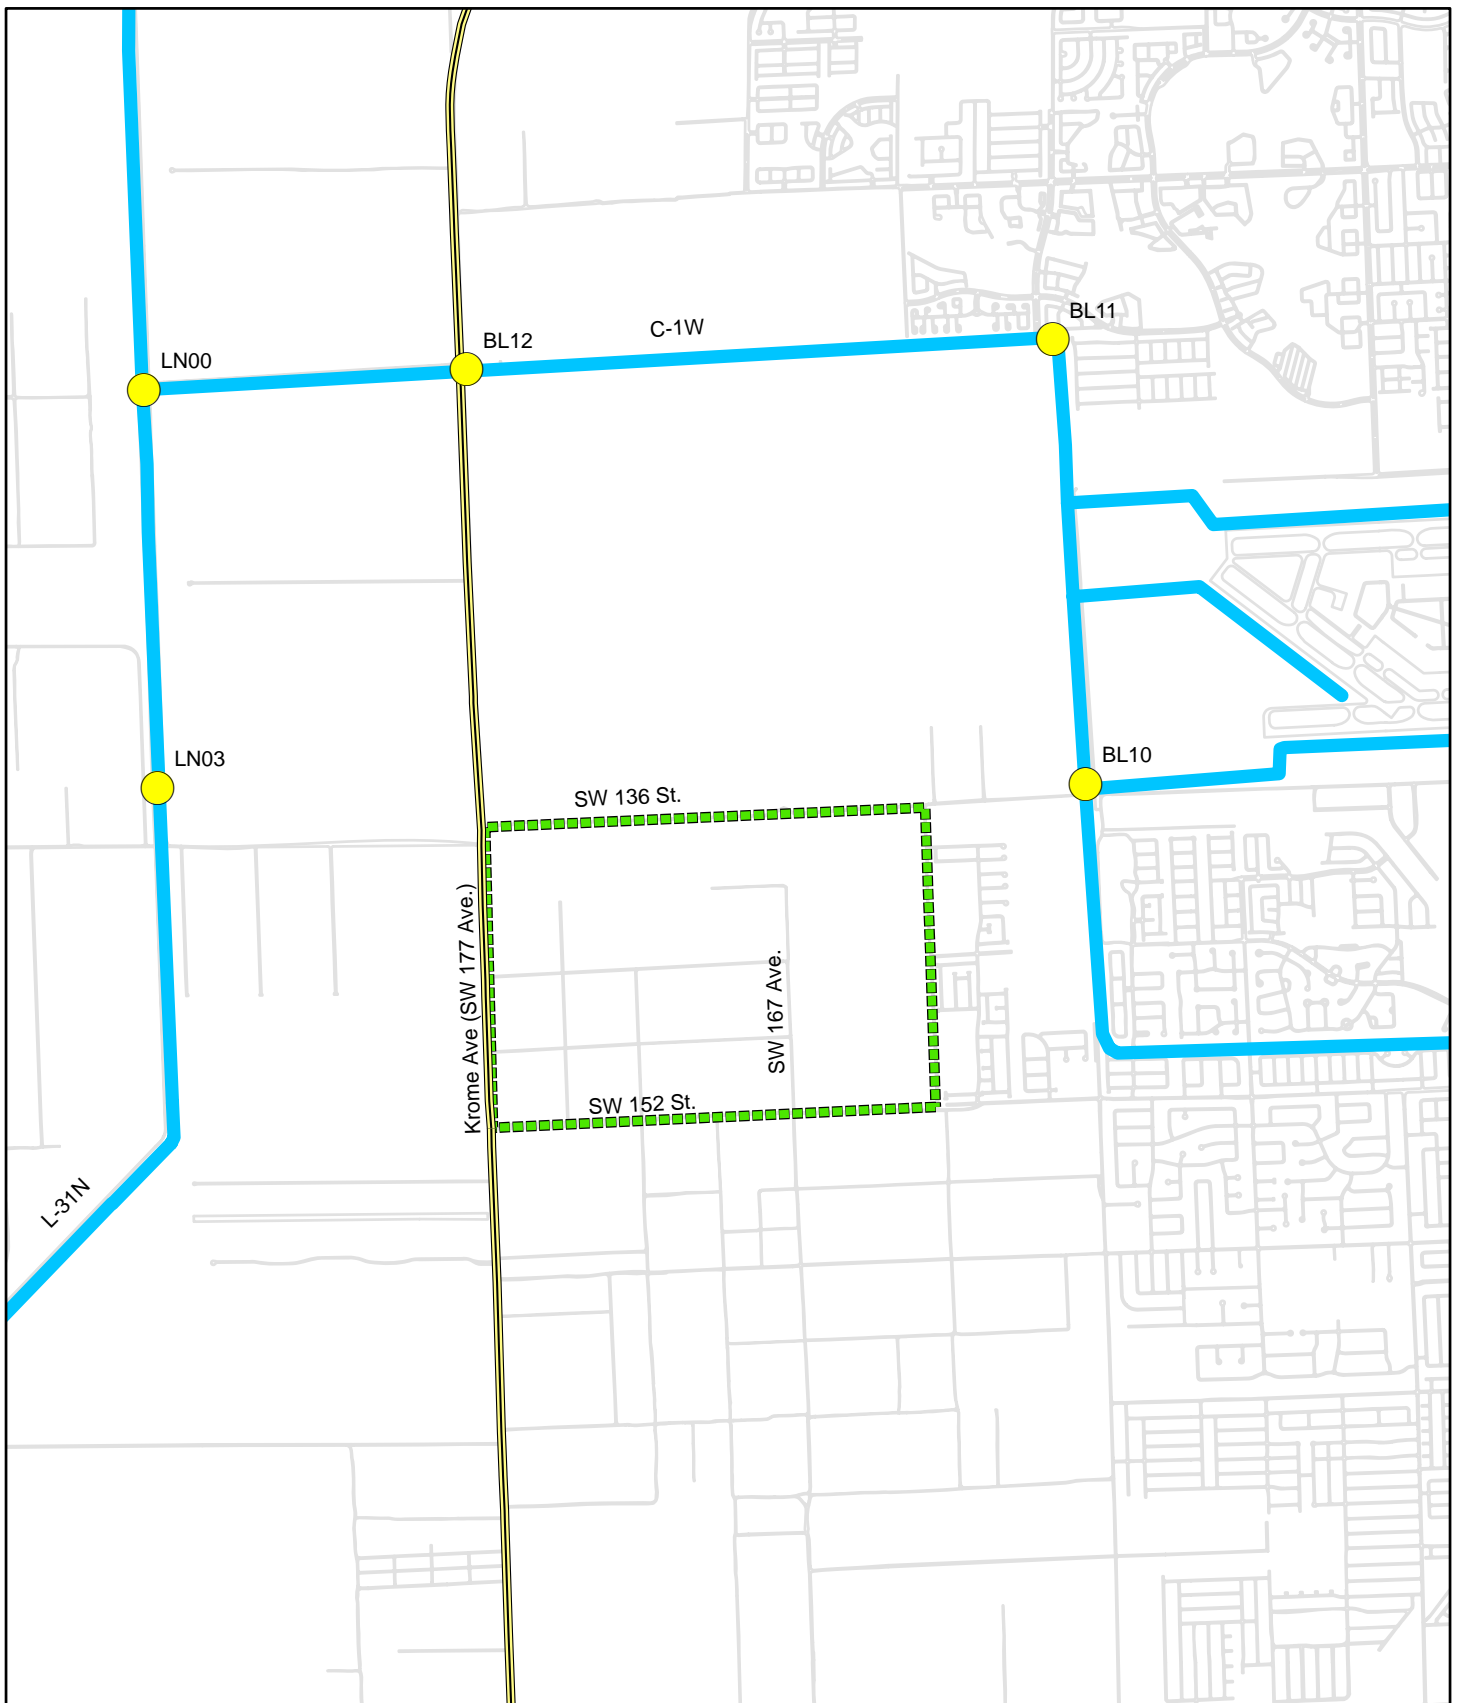 BL11
C-1W
BL12
LN00
LN03
BL10
SW 136 St.
Krome Ave (SW 177 Ave.)
SW 167 Ave.
SW 152 St.
L-31N